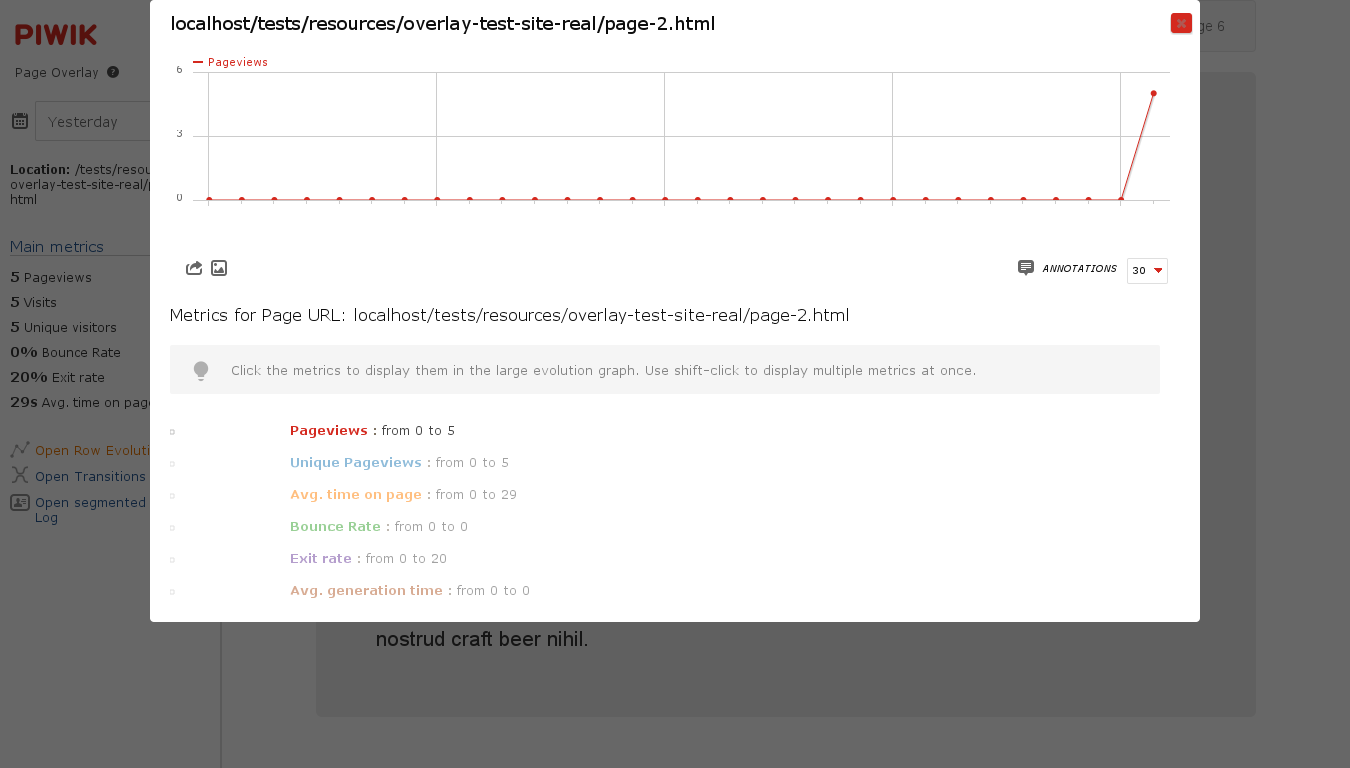 PIWIK
Page Overlay ?
Yesterday
Location: /tests/resou
overlay-test-site-real/p
html
Main metrics
5 Pageviews
5 Visits
5 Unique visitors
0% Bounce Rate
20% Exit rate
29s Avg. time on page
Open Row Evoluti
Open Transitions
Open segmented
Log
localhost/tests/resources/overlay-test-site-real/page-2.html
ge 6
Pageviews
6
3
0
ANNOTATIONS
30
Metrics for Page URL: localhost/tests/resources/overlay-test-site-real/page-2.html
Click the metrics to display them in the large evolution graph. Use shift-click to display multiple metrics at once.
Pageviews : from 0 to 5
Unique Pageviews : from 0 to 5
Avg. time on page : from 0 to 29
Bounce Rate : from 0 to 0
Exit rate : from 0 to 20
Avg. generation time : from 0 to 0
nostrud craft beer nihil.